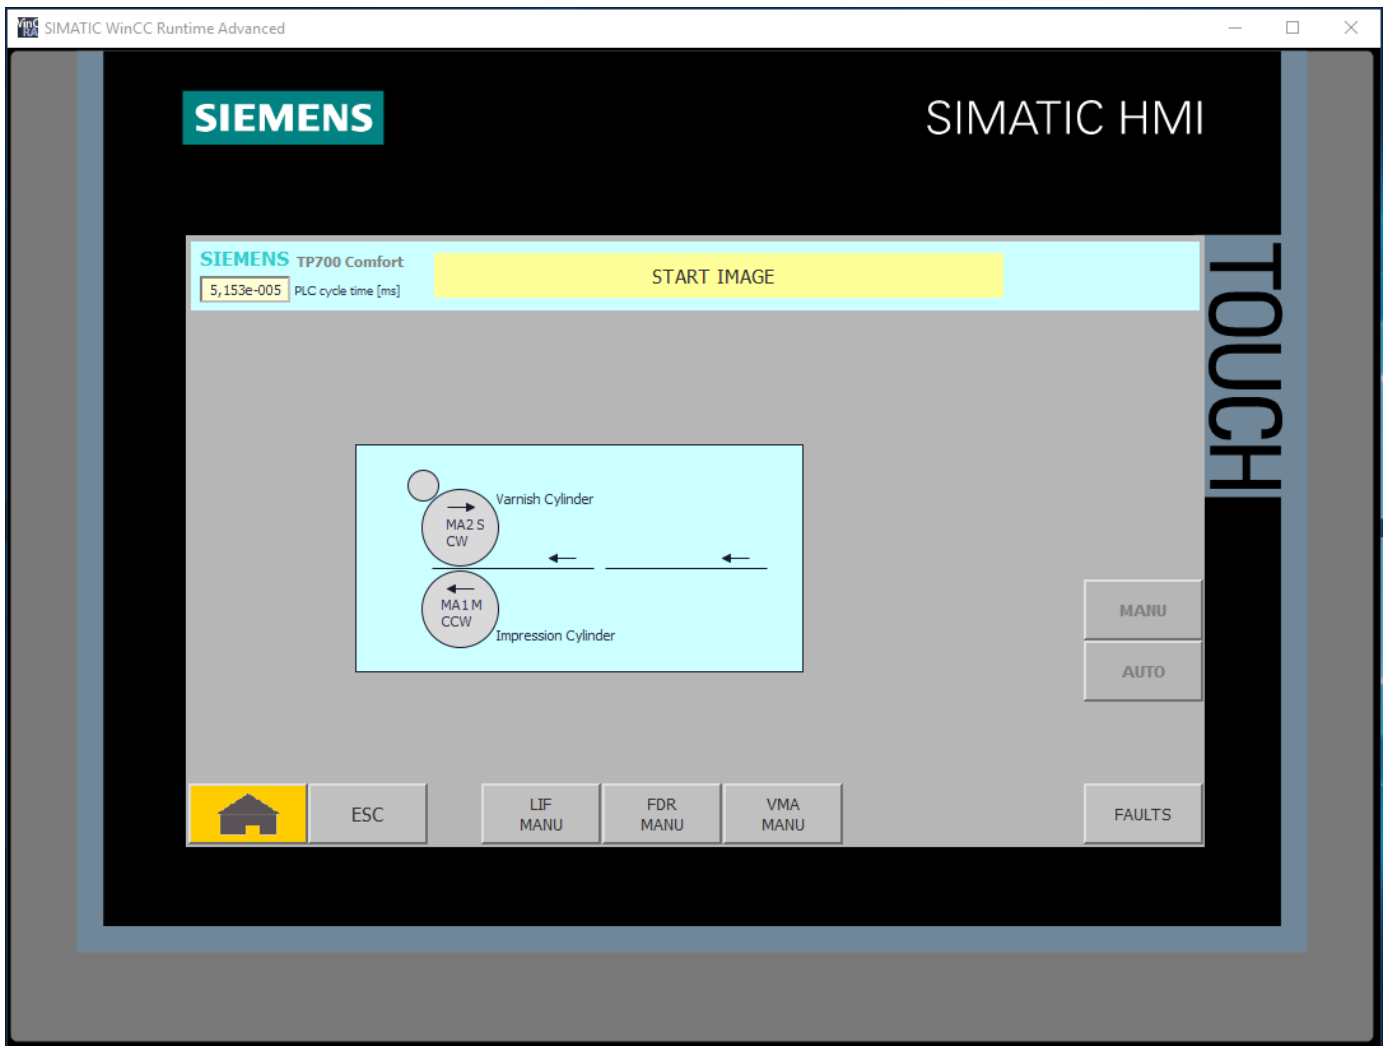 SIMATIC WinCC Runtime Advanced
SIEMENS
SIMATIC HMI
TOUCH
SIEMENS TP700 Comfort
5,153e-005 PLC cycle time [ms]
START IMAGE
Varnish Cylinder
MA2 S
CW
MA1 M
CCW
Impression Cylinder
MANU
AUTO
ESC
LIF
MANU
FDR
MANU
VMA
MANU
FAULTS